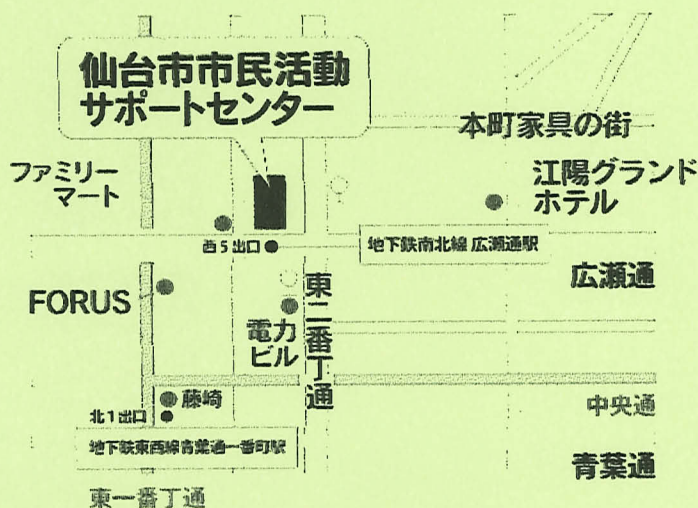 仙台市市民活動
サポートセンター
本町家具の街
ファミリー
マート
江陽グランド
ホテル
西5出口
地下鉄南北線 広瀬通駅
広瀬通
FORUS
東二番丁通
電力
ビル
藤崎
北1出口
中央通
地下鉄東西線青葉通一番町駅
青葉通
東一番丁通